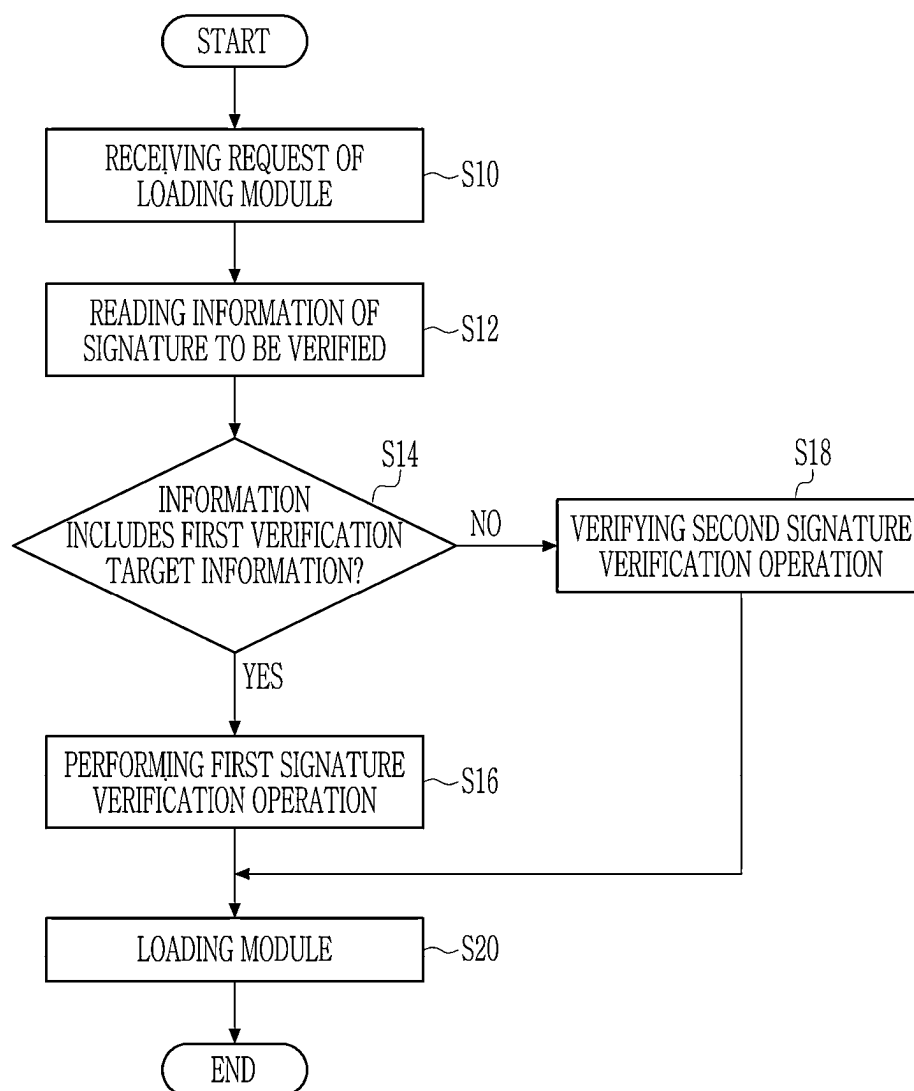 START
RECEIVING REQUEST OF
LOADING MODULE
S10
READING INFORMATION OF
SIGNATURE TO BE VERIFIED
S12
S14
INFORMATION
INCLUDES FIRST VERIFICATION
TARGET INFORMATION?
NO
S18
VERIFYING SECOND SIGNATURE
VERIFICATION OPERATION
YES
PERFORMING FIRST SIGNATURE
VERIFICATION OPERATION
S16
LOADING MODULE
S20
END